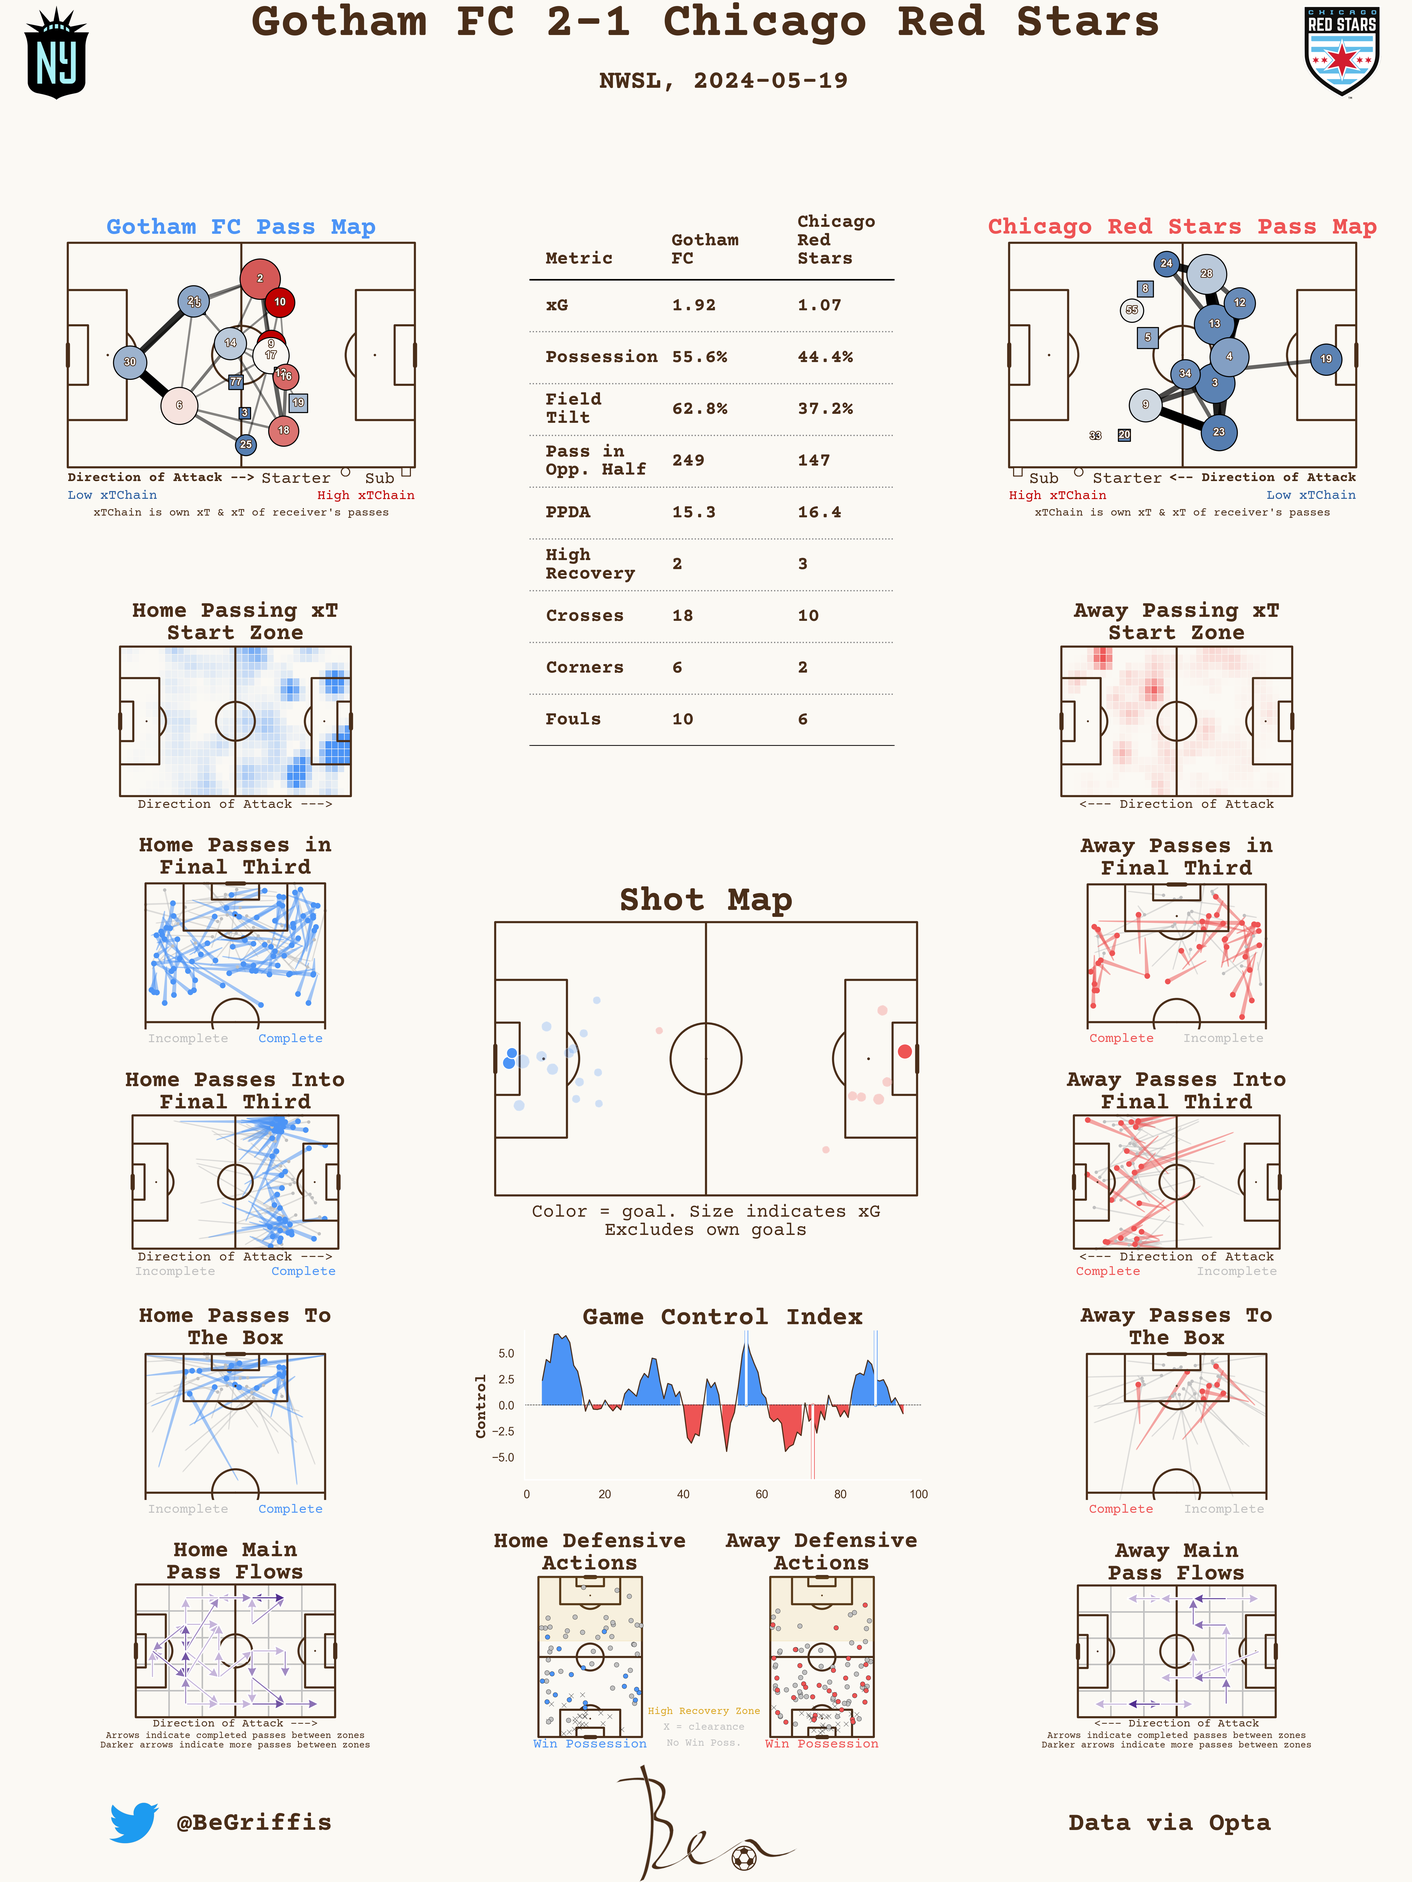 Gotham FC 2-1 Chicago Red Stars
NWSL, 2024-05-19
NY
CHICAGO
RED STARS
Gotham FC Pass Map
2
10
21
9
14
17
30
16
77
6
3
19
18
25
Direction of Attack --> Starter Sub
Low xTChain High xTChain
xTChain is own xT & xT of receiver's passes
Metric Gotham FC Chicago Red Stars
xG 1.92 1.07
Possession 55.6% 44.4%
Field Tilt 62.8% 37.2%
Pass in Opp. Half 249 147
PPDA 15.3 16.4
High Recovery 2 3
Crosses 18 10
Corners 6 2
Fouls 10 6
Chicago Red Stars Pass Map
24
28
8
12
55
13
5
4
19
34
3
9
23
33
20
Sub Starter <-- Direction of Attack
High xTChain Low xTChain
xTChain is own xT & xT of receiver's passes
Home Passing xT
Start Zone
Direction of Attack --->
Away Passing xT
Start Zone
<--- Direction of Attack
Home Passes in
Final Third
Incomplete Complete
Away Passes in
Final Third
Complete Incomplete
Shot Map
Color = goal. Size indicates xG
Excludes own goals
Home Passes Into
Final Third
Direction of Attack --->
Incomplete Complete
Away Passes Into
Final Third
<--- Direction of Attack
Complete Incomplete
Home Passes To
The Box
Incomplete Complete
Game Control Index
Control
5.0
2.5
0.0
−2.5
−5.0
0 20 40 60 80 100
Away Passes To
The Box
Complete Incomplete
Home Main
Pass Flows
Direction of Attack --->
Arrows indicate completed passes between zones
Darker arrows indicate more passes between zones
Home Defensive
Actions
Win Possession
High Recovery Zone
X = clearance
No Win Poss.
Away Defensive
Actions
Win Possession
Away Main
Pass Flows
<--- Direction of Attack
Arrows indicate completed passes between zones
Darker arrows indicate more passes between zones
@BeGriffis
Ben
Data via Opta